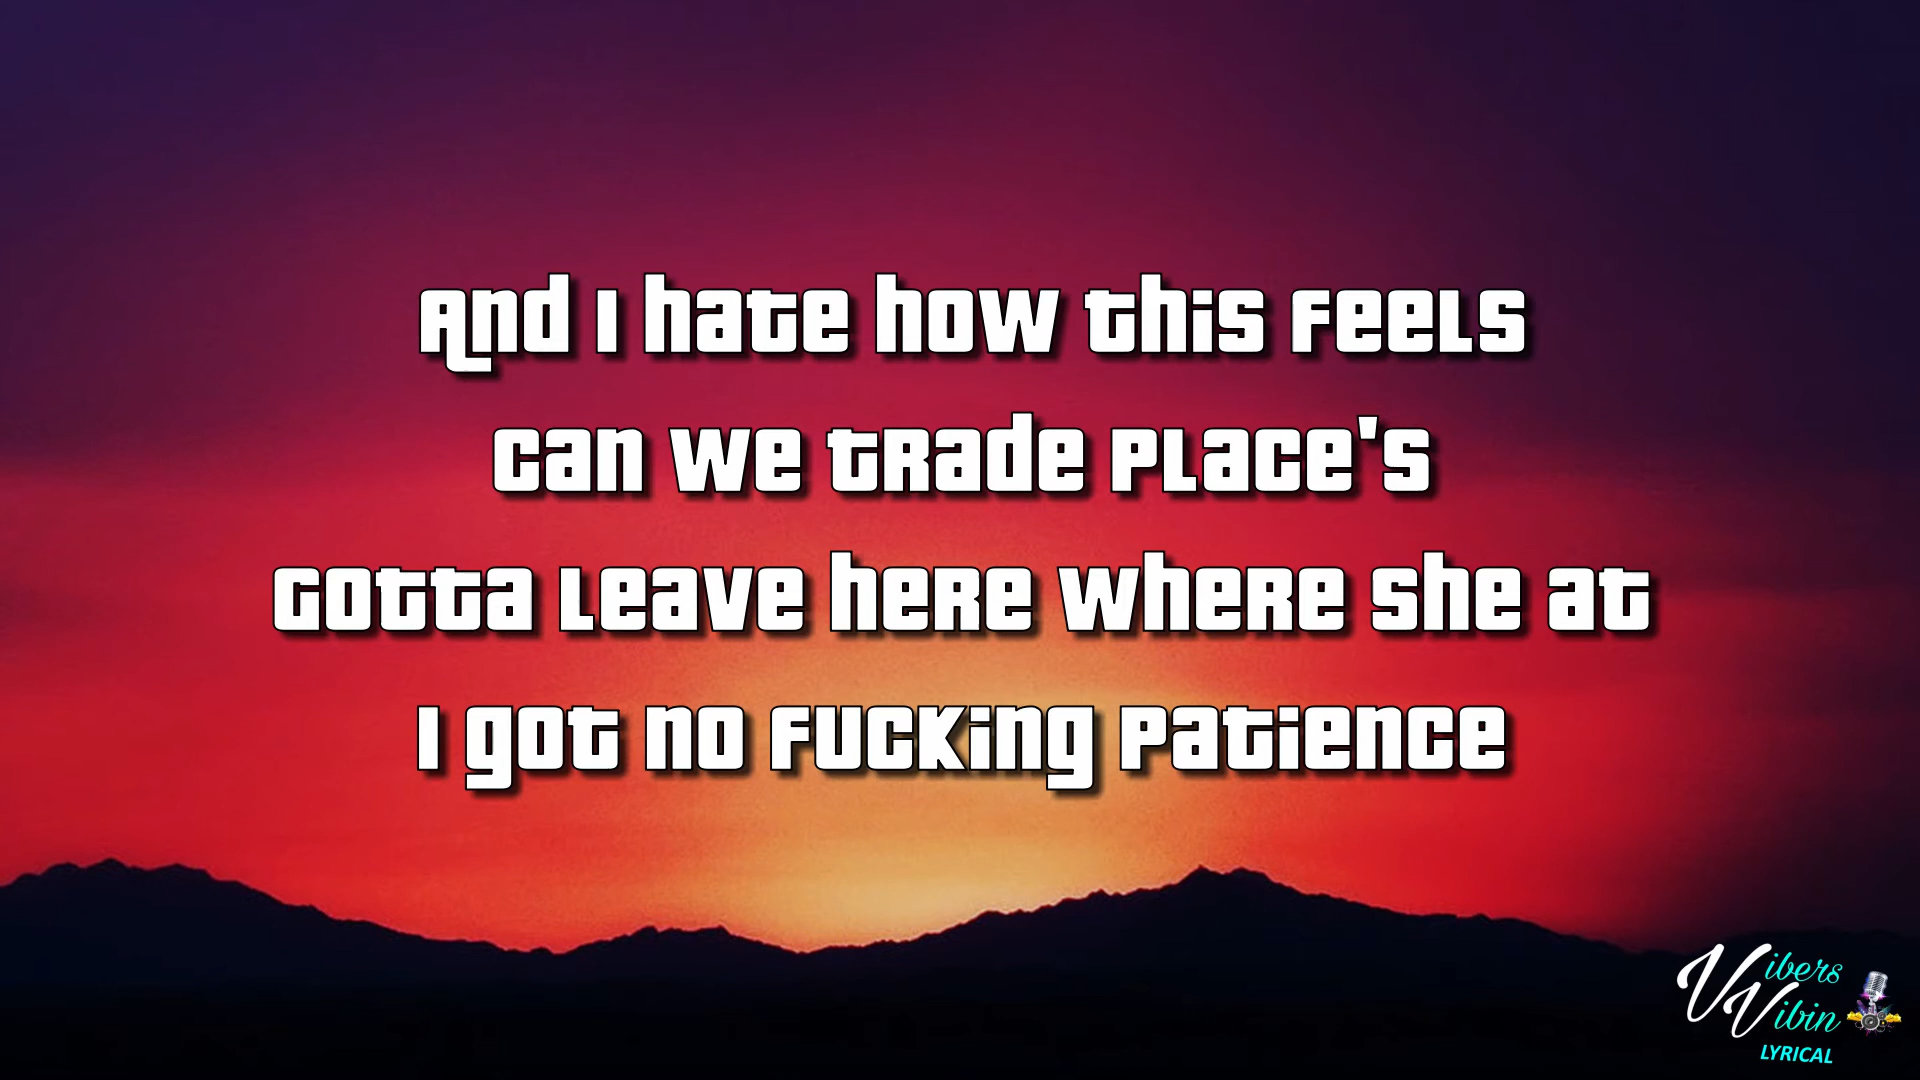 And I hate how this feels
can we trade place's
Gotta leave here where she at
I got no fucking patience
Vibers
Vibin
LYRICAL